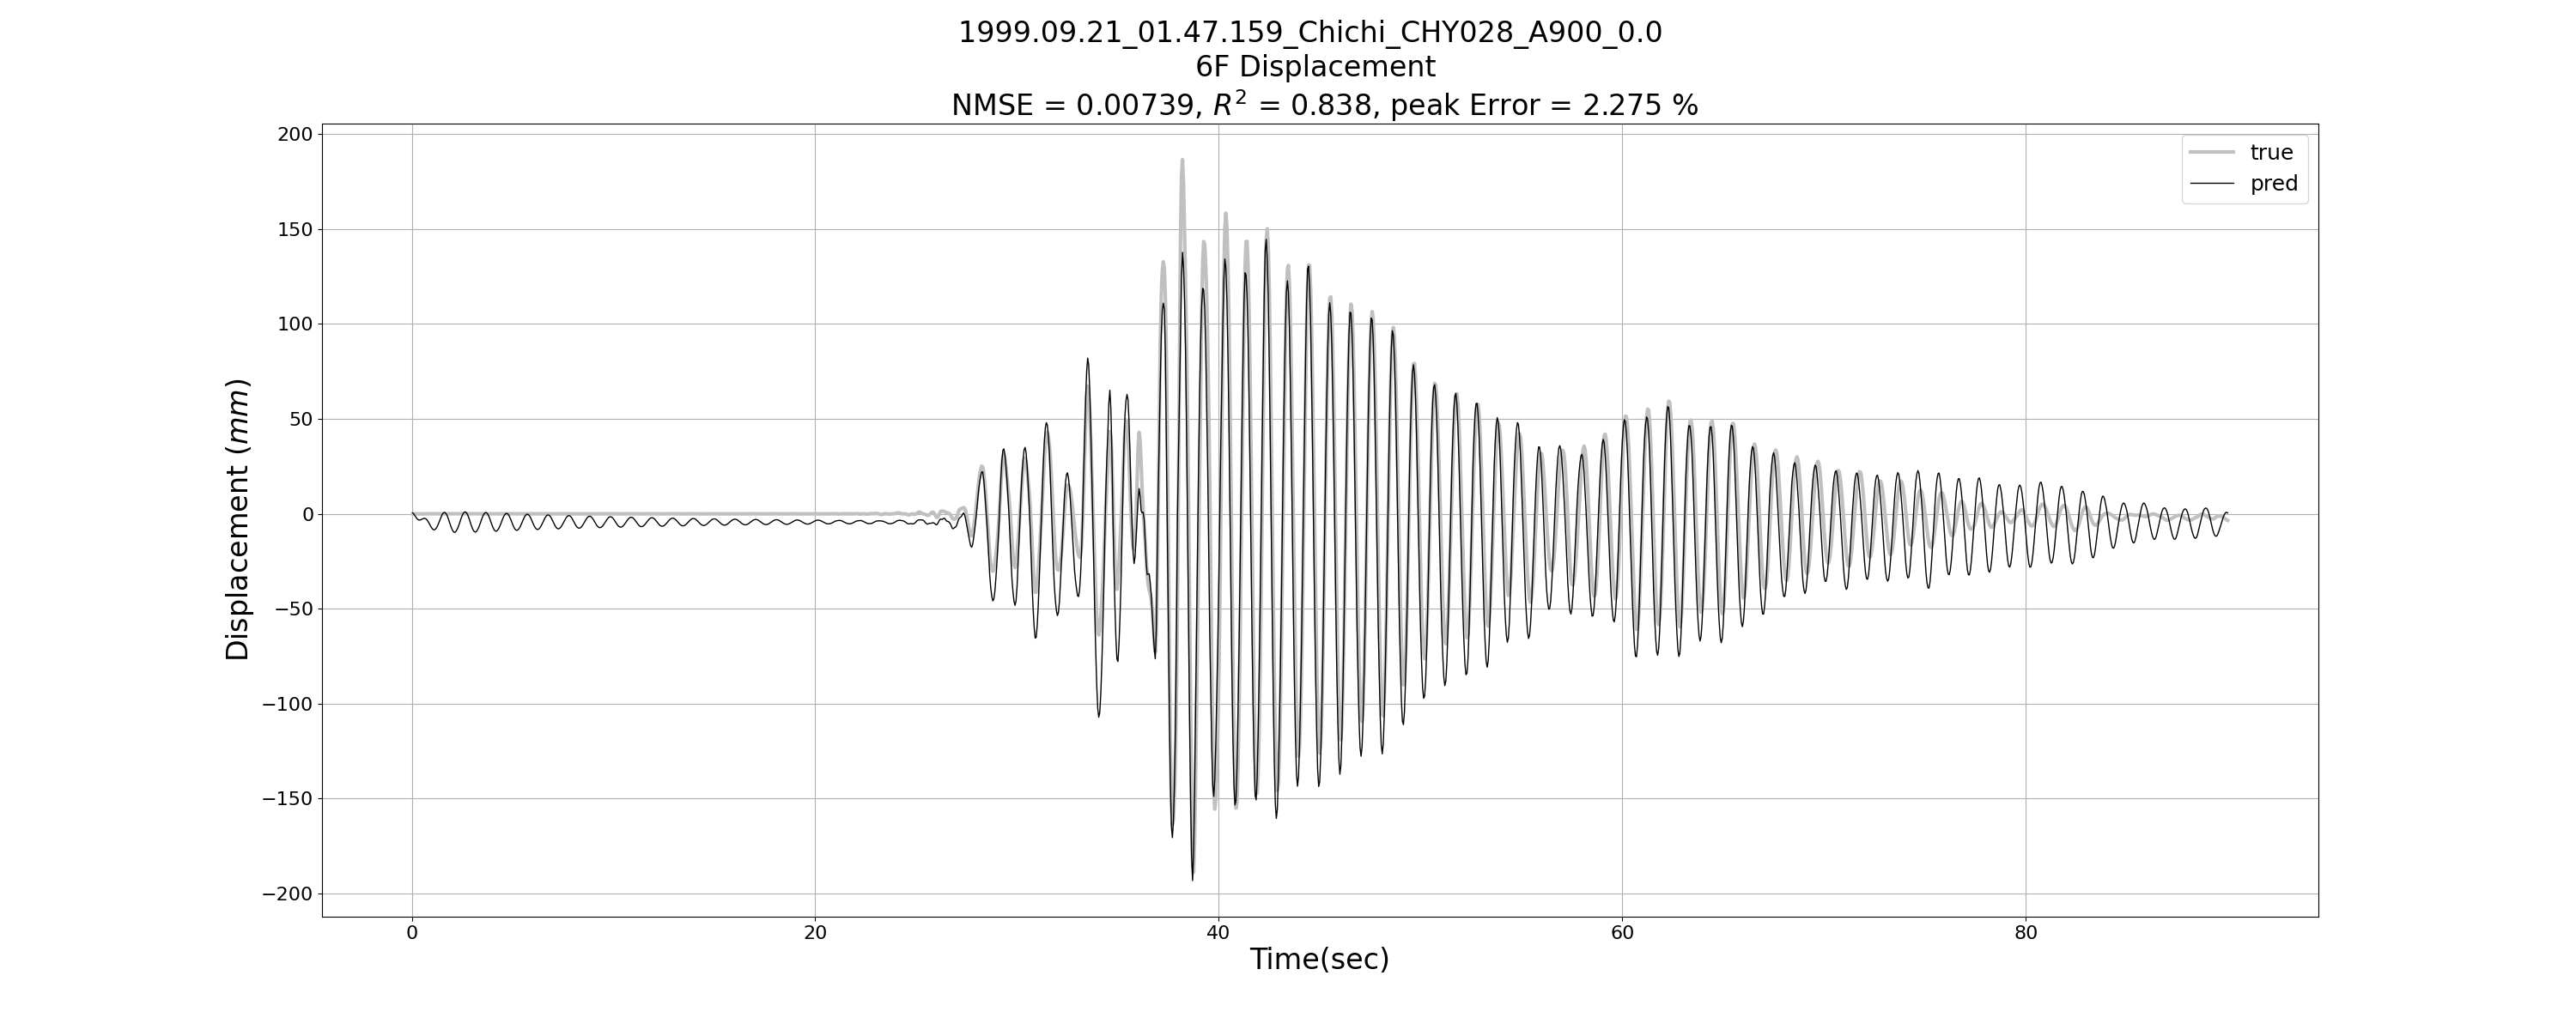 1999.09.21_01.47.159_Chichi_CHY028_A900_0.0
6F Displacement
NMSE = 0.00739, R² = 0.838, peak Error = 2.275 %
true
pred
200
150
100
50
0
−50
−100
−150
−200
Displacement (mm)
0 20 40 60 80
Time(sec)